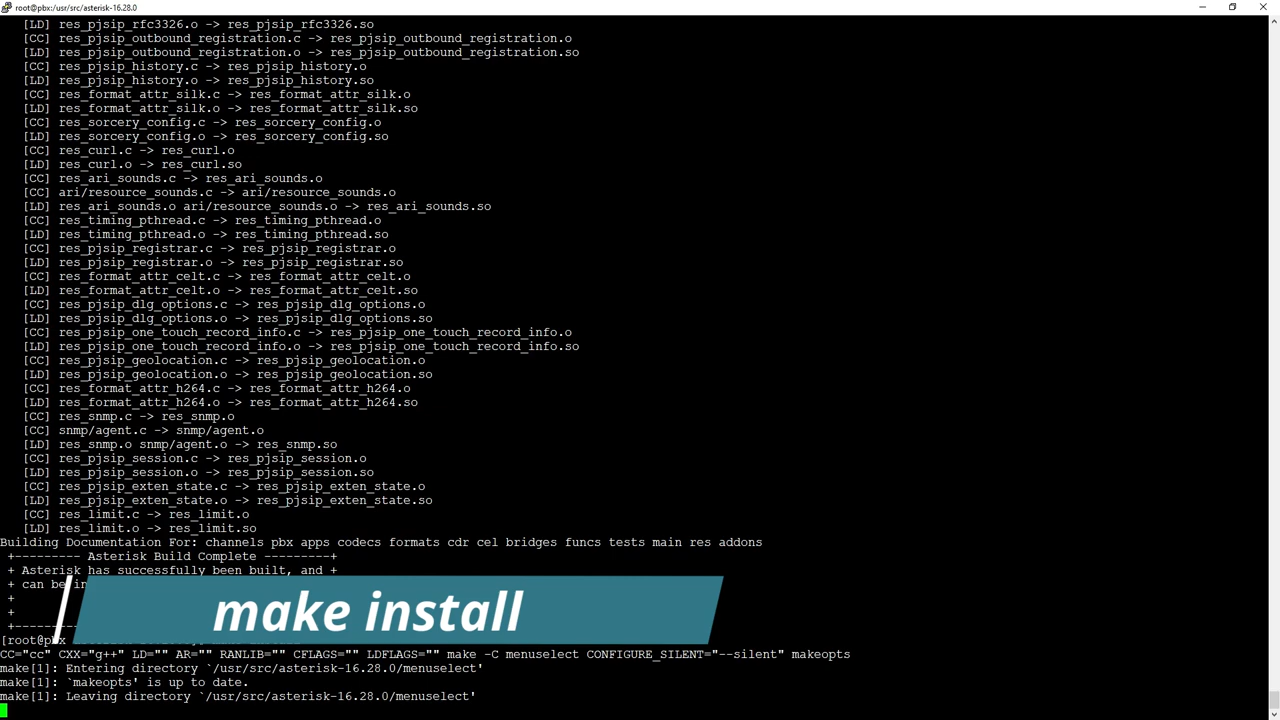 root@pbx:/usr/src/asterisk-16.28.0
[LD] res_pjsip_rfc3326.o -> res_pjsip_rfc3326.so
[CC] res_pjsip_outbound_registration.c -> res_pjsip_outbound_registration.o
[LD] res_pjsip_outbound_registration.o -> res_pjsip_outbound_registration.so
[CC] res_pjsip_history.c -> res_pjsip_history.o
[LD] res_pjsip_history.o -> res_pjsip_history.so
[CC] res_format_attr_silk.c -> res_format_attr_silk.o
[LD] res_format_attr_silk.o -> res_format_attr_silk.so
[CC] res_sorcery_config.c -> res_sorcery_config.o
[LD] res_sorcery_config.o -> res_sorcery_config.so
[CC] res_curl.c -> res_curl.o
[LD] res_curl.o -> res_curl.so
[CC] res_ari_sounds.c -> res_ari_sounds.o
[CC] ari/resource_sounds.c -> ari/resource_sounds.o
[LD] res_ari_sounds.o ari/resource_sounds.o -> res_ari_sounds.so
[CC] res_timing_pthread.c -> res_timing_pthread.o
[LD] res_timing_pthread.o -> res_timing_pthread.so
[CC] res_pjsip_registrar.c -> res_pjsip_registrar.o
[LD] res_pjsip_registrar.o -> res_pjsip_registrar.so
[CC] res_format_attr_celt.c -> res_format_attr_celt.o
[LD] res_format_attr_celt.o -> res_format_attr_celt.so
[CC] res_pjsip_dlg_options.c -> res_pjsip_dlg_options.o
[LD] res_pjsip_dlg_options.o -> res_pjsip_dlg_options.so
[CC] res_pjsip_one_touch_record_info.c -> res_pjsip_one_touch_record_info.o
[LD] res_pjsip_one_touch_record_info.o -> res_pjsip_one_touch_record_info.so
[CC] res_pjsip_geolocation.c -> res_pjsip_geolocation.o
[LD] res_pjsip_geolocation.o -> res_pjsip_geolocation.so
[CC] res_format_attr_h264.c -> res_format_attr_h264.o
[LD] res_format_attr_h264.o -> res_format_attr_h264.so
[CC] res_snmp.c -> res_snmp.o
[CC] snmp/agent.c -> snmp/agent.o
[LD] res_snmp.o snmp/agent.o -> res_snmp.so
[CC] res_pjsip_session.c -> res_pjsip_session.o
[LD] res_pjsip_session.o -> res_pjsip_session.so
[CC] res_pjsip_exten_state.c -> res_pjsip_exten_state.o
[LD] res_pjsip_exten_state.o -> res_pjsip_exten_state.so
[CC] res_limit.c -> res_limit.o
[LD] res_limit.o -> res_limit.so
Building Documentation For: channels pbx apps codecs formats cdr cel bridges funcs tests main res addons
+--------- Asterisk Build Complete ---------+
+ Asterisk has successfully been built, and +
+ can be
+
+
make install
[root@pbx
CC="cc" CXX="g++" LD="" AR="" RANLIB="" CFLAGS="" LDFLAGS="" make -C menuselect CONFIGURE_SILENT="--silent" makeopts
make[1]: Entering directory `/usr/src/asterisk-16.28.0/menuselect'
make[1]: `makeopts' is up to date.
make[1]: Leaving directory `/usr/src/asterisk-16.28.0/menuselect'